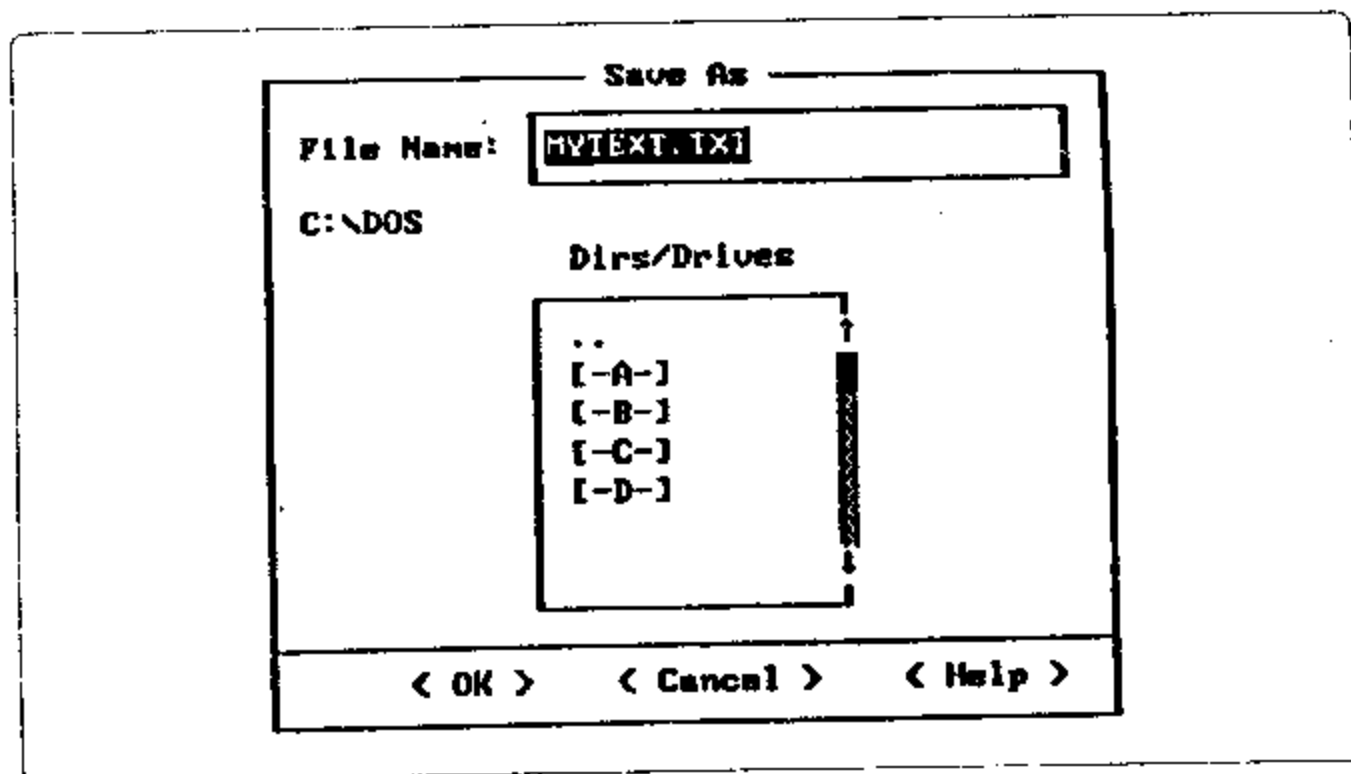 Save As
File Name: MYTEXT.TXT
C:\DOS
Dirs/Drives
..
[-A-]
[-B-]
[-C-]
[-D-]
< OK > < Cancel > < Help >